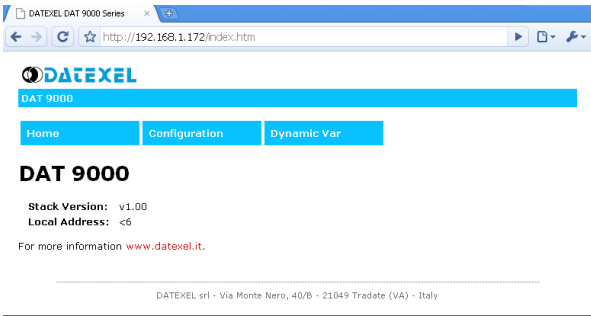 DATEXEL DAT 9000 Series
http://192.168.1.172/index.htm
DATEXEL
DAT 9000
Home Configuration Dynamic Var
DAT 9000
Stack Version: v1.00
Local Address: <6
For more information www.datexel.it.
DATEXEL srl - Via Monte Nero, 40/B - 21049 Tradate (VA) - Italy